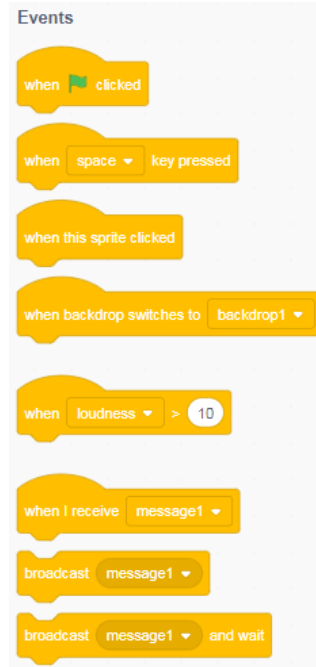 Events
when clicked
when space key pressed
when this sprite clicked
when backdrop switches to backdrop1
when loudness > 10
when I receive message1
broadcast message1
broadcast message1 and wait